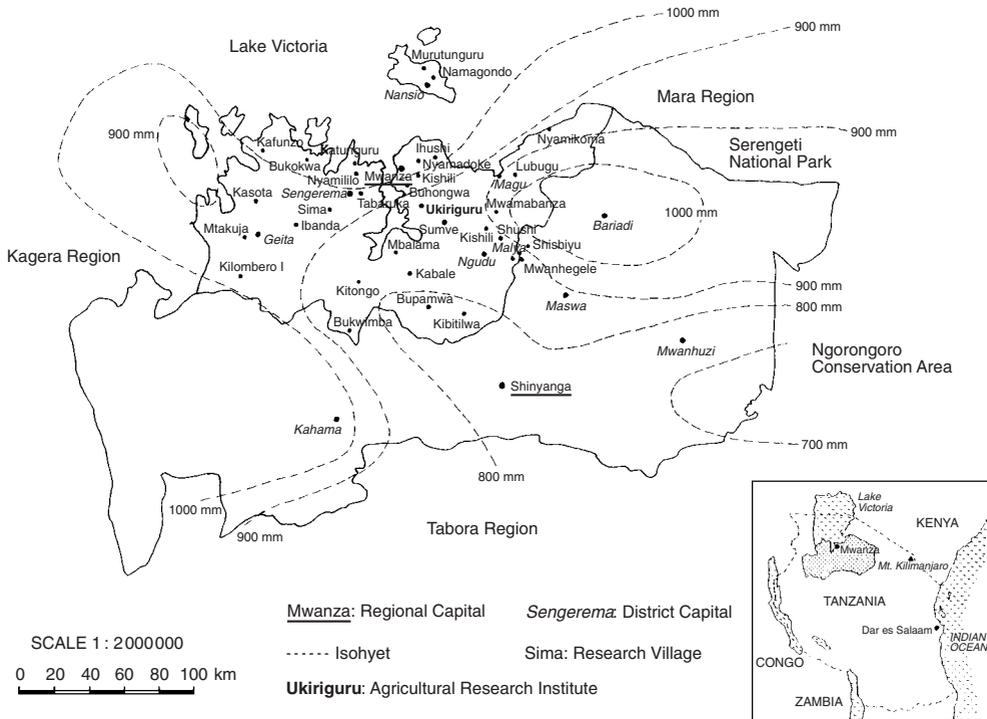 1000 mm
900 mm
Lake Victoria
Murutunguru
Namagondo
Nansio
Mara Region
900 mm
900 mm
Nyamikoma
Serengeti
National Park
Kafunzo
Katunguru
Ihushi
Bukokwa
Nyamadoke
Mwanza
Kishili
Lubugu
Magu
Nyamililo
Sengerema
Buhongwa
Kasota
Tabaruka
Sima
Ukiriguru
Mwamabanza
1000 mm
Bariadi
Ibanda
Sumve
Mtakuja
Geita
Kishili
Shushi
Mbalama
Malya
Shisbiyu
Kagera Region
Ngudu
Mwanhegele
Kilombero I
Kabale
Kitongo
900 mm
Bupamwa
Maswa
800 mm
Bukwimba
Kibitilwa
Mwanhuzi
Ngorongoro
Conservation Area
Shinyanga
Kahama
700 mm
800 mm
1000 mm
900 mm
Tabora Region
Lake
Victoria
KENYA
Mwanza
Mt. Kilimanjaro
TANZANIA
Dar es Salaam
INDIAN
OCEAN
CONGO
ZAMBIA
Mwanza: Regional Capital
Sengerema: District Capital
SCALE 1 : 2000000
Isohyet
Sima: Research Village
0 20 40 60 80 100 km
Ukiriguru: Agricultural Research Institute